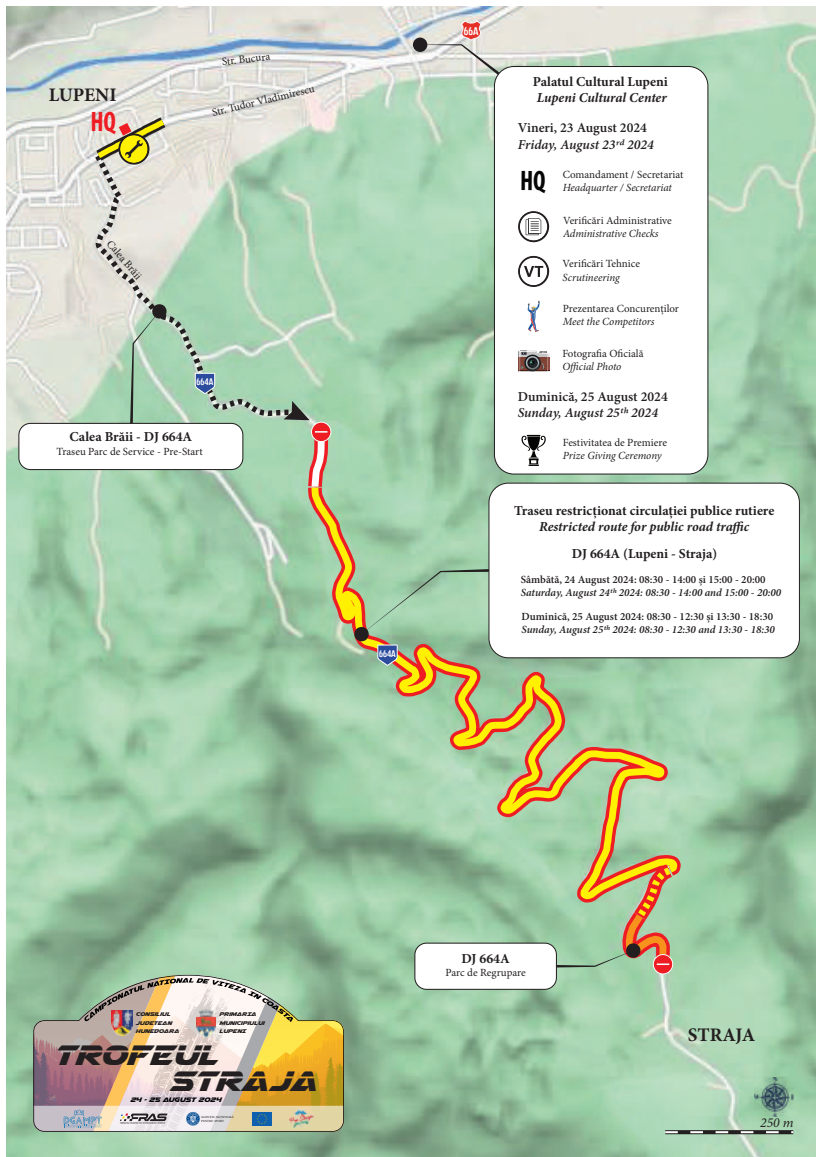 66A
Str. Bucura
LUPENI
Str. Tudor Vladimirescu
HQ
Calea Brăii
664A
Calea Brăii - DJ 664A
Traseu Parc de Service - Pre-Start
Palatul Cultural Lupeni
Lupeni Cultural Center
Vineri, 23 August 2024
Friday, August 23rd 2024
HQ
Comandament / Secretariat
Headquarter / Secretariat
Verificări Administrative
Administrative Checks
VT
Verificări Tehnice
Scrutineering
Prezentarea Concurenților
Meet the Competitors
Fotografia Oficială
Official Photo
Duminică, 25 August 2024
Sunday, August 25th 2024
Festivitatea de Premiere
Prize Giving Ceremony
Traseu restricționat circulației publice rutiere
Restricted route for public road traffic
DJ 664A (Lupeni - Straja)
Sâmbătă, 24 August 2024: 08:30 - 14:00 și 15:00 - 20:00
Saturday, August 24th 2024: 08:30 - 14:00 and 15:00 - 20:00
Duminică, 25 August 2024: 08:30 - 12:30 și 13:30 - 18:30
Sunday, August 25th 2024: 08:30 - 12:30 and 13:30 - 18:30
664A
DJ 664A
Parc de Regrupare
STRAJA
250 m
CAMPIONATUL NATIONAL DE VITEZA IN COASTA
CONSILIUL
JUDETEAN
HUNEDOARA
PRIMARIA
MUNICIPIULUI
LUPENI
TROFEUL
STRAJA
24 - 25 AUGUST 2024
FRAS